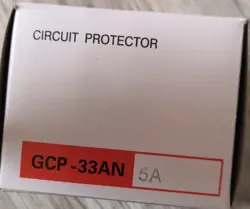 CIRCUIT PROTECTOR
GCP-33AN 5A